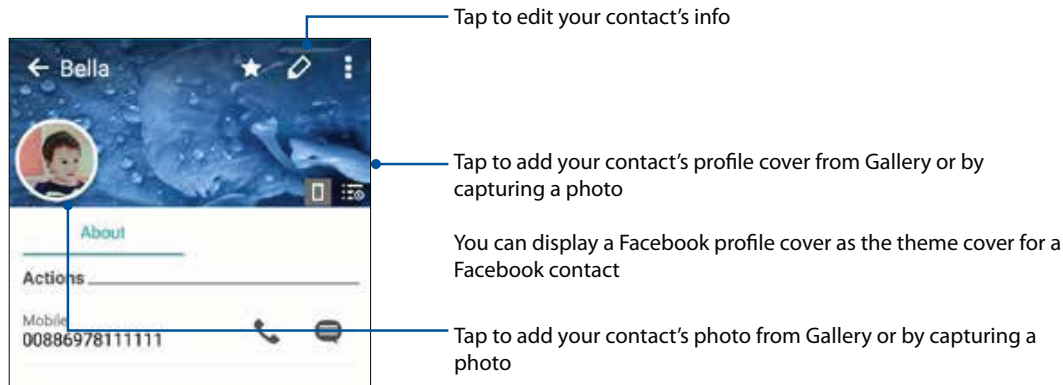 Tap to edit your contact's info
Bella
Tap to add your contact's profile cover from Gallery or by
capturing a photo
You can display a Facebook profile cover as the theme cover for a
Facebook contact
About
Actions
Mobile
00886978111111
Tap to add your contact's photo from Gallery or by capturing a
photo